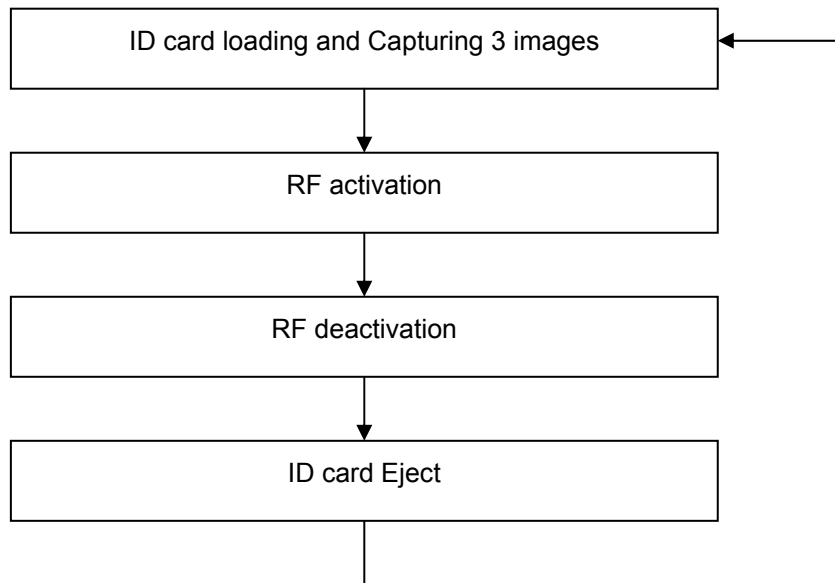 ID card loading and Capturing 3 images
RF activation
RF deactivation
ID card Eject